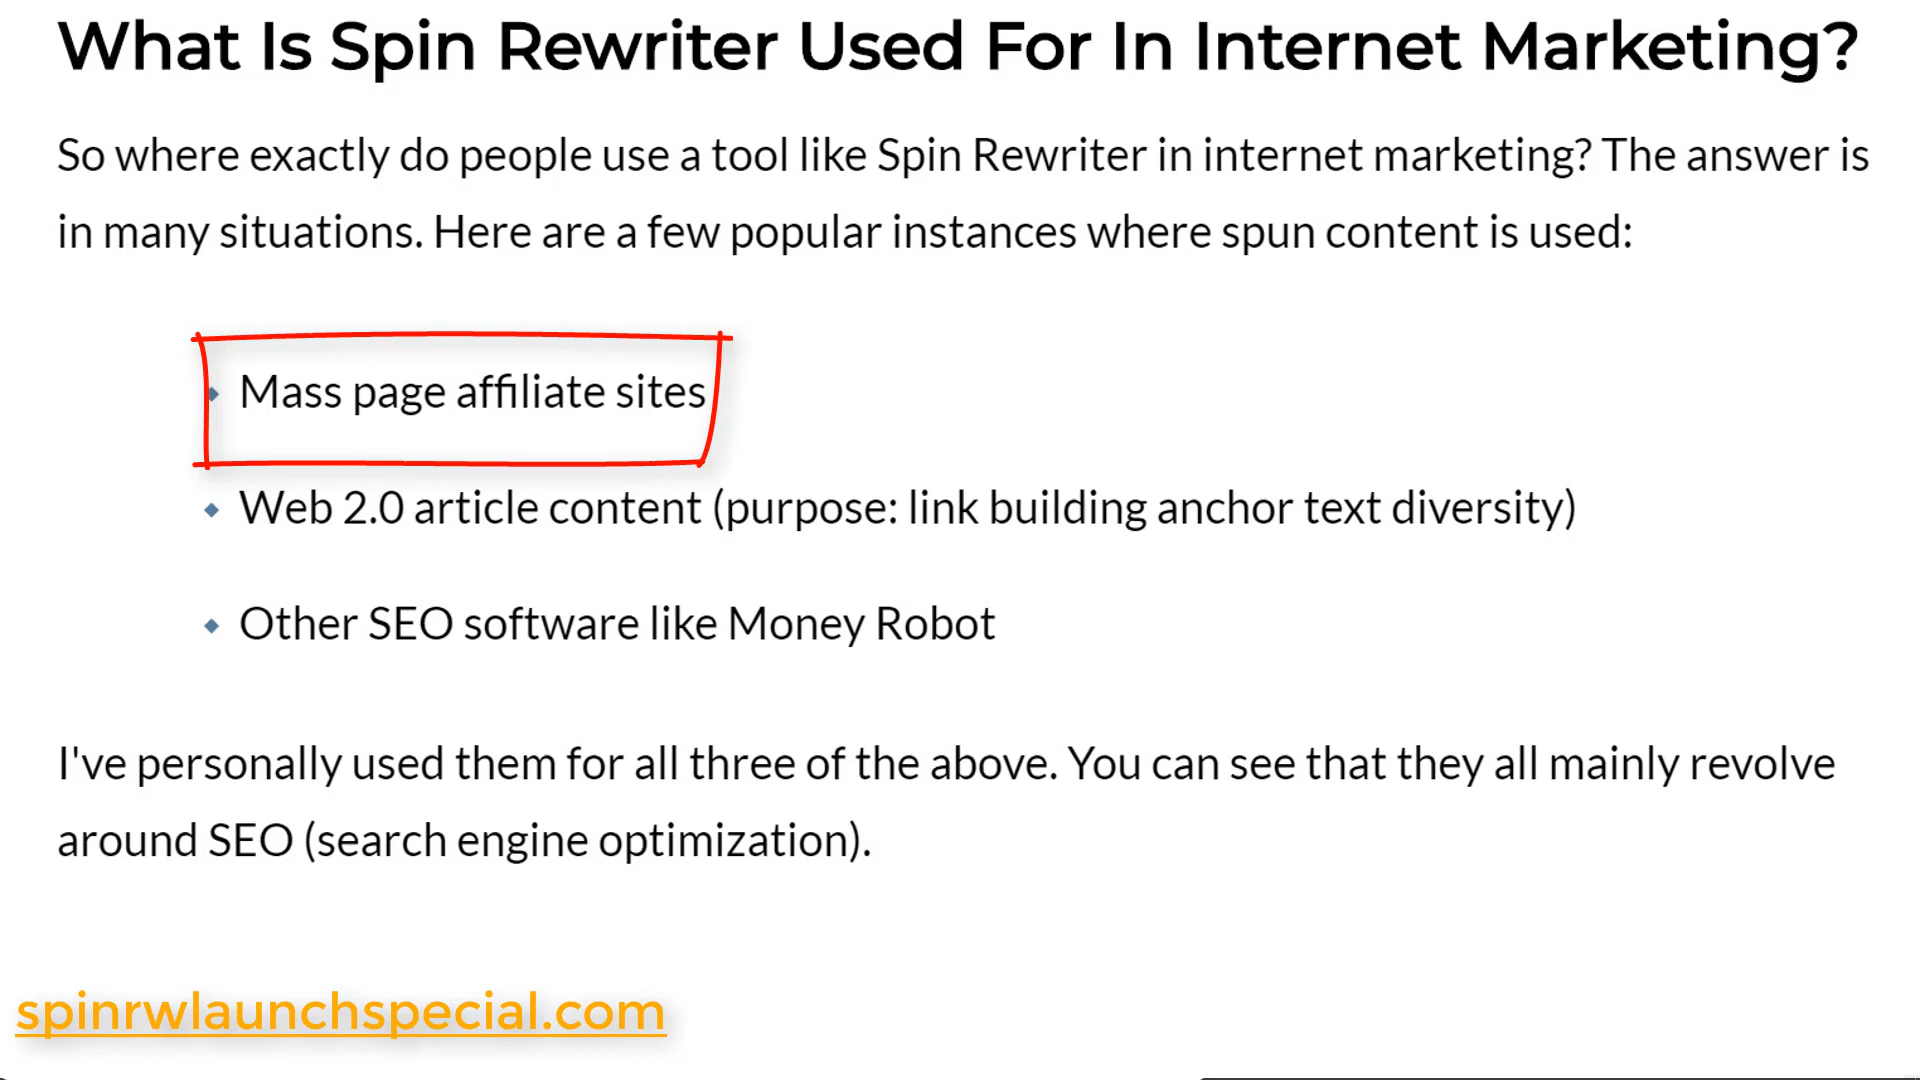 What Is Spin Rewriter Used For In Internet Marketing?
So where exactly do people use a tool like Spin Rewriter in internet marketing? The answer is
in many situations. Here are a few popular instances where spun content is used:
Mass page affiliate sites
Web 2.0 article content (purpose: link building anchor text diversity)
Other SEO software like Money Robot
I've personally used them for all three of the above. You can see that they all mainly revolve
around SEO (search engine optimization).
spinrwlaunchspecial.com